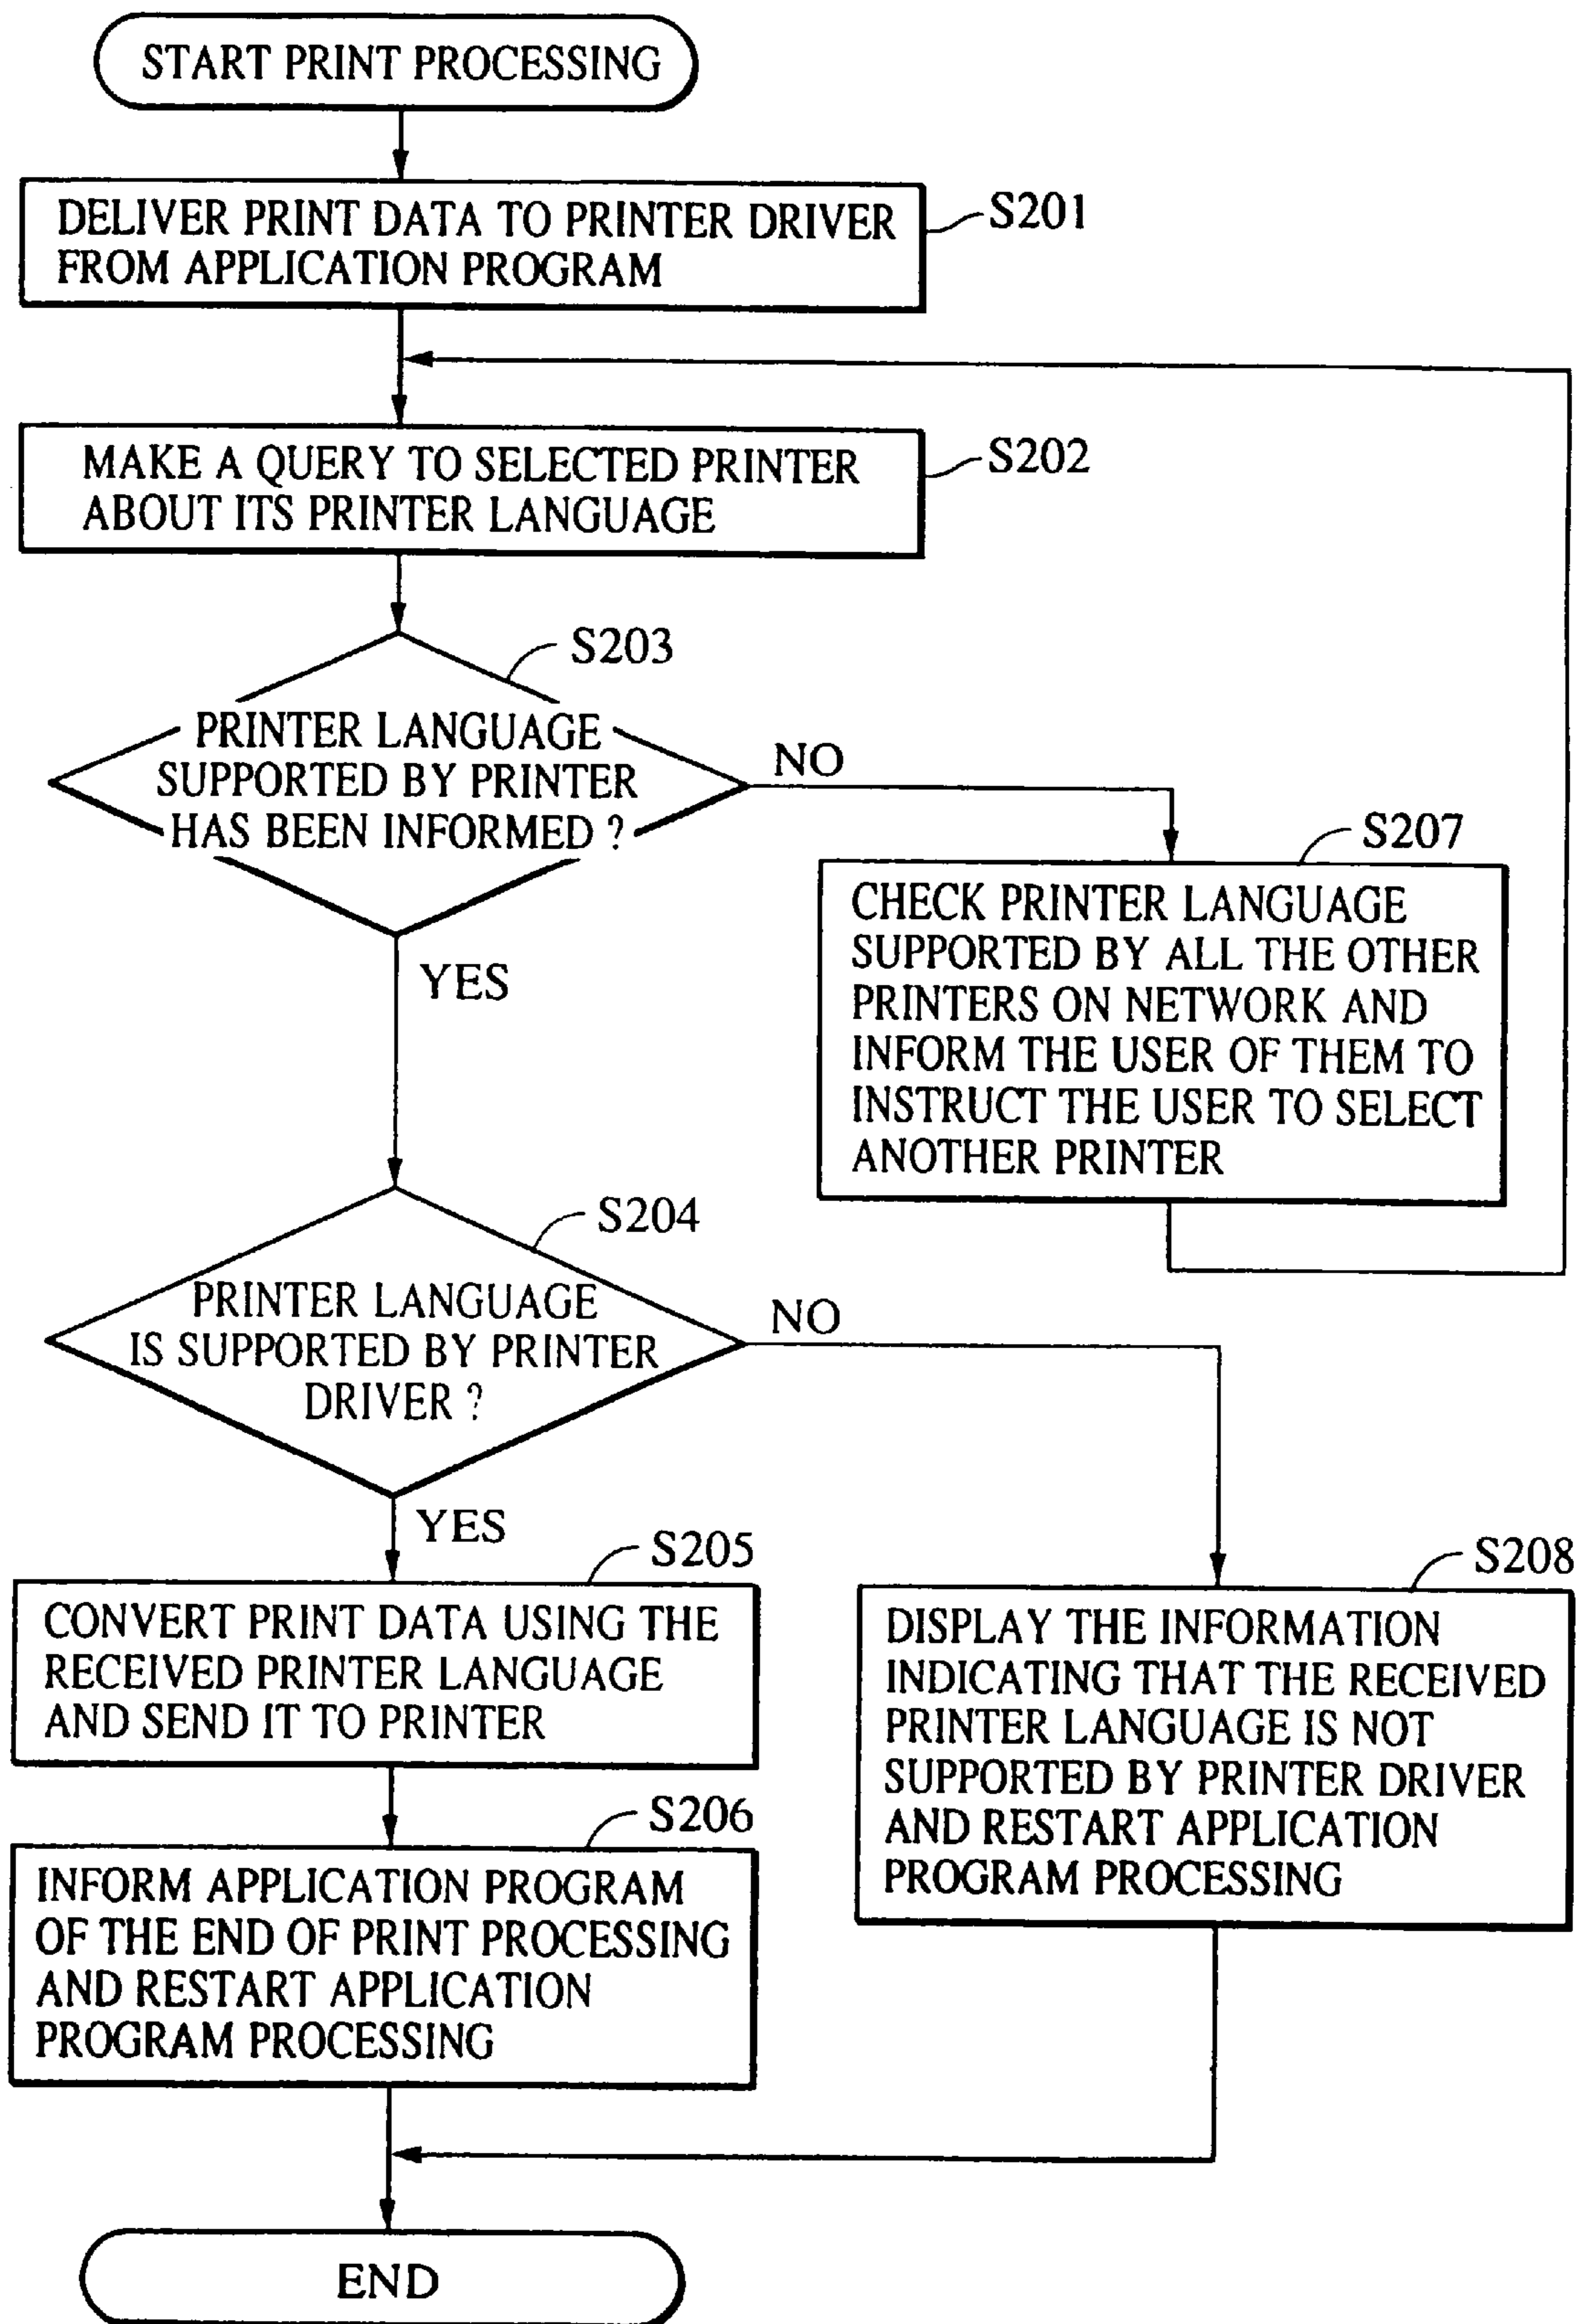 START PRINT PROCESSING
DELIVER PRINT DATA TO PRINTER DRIVER
FROM APPLICATION PROGRAM
S201
MAKE A QUERY TO SELECTED PRINTER
ABOUT ITS PRINTER LANGUAGE
S202
S203
PRINTER LANGUAGE
SUPPORTED BY PRINTER
HAS BEEN INFORMED ?
NO
YES
S207
CHECK PRINTER LANGUAGE
SUPPORTED BY ALL THE OTHER
PRINTERS ON NETWORK AND
INFORM THE USER OF THEM TO
INSTRUCT THE USER TO SELECT
ANOTHER PRINTER
S204
PRINTER LANGUAGE
IS SUPPORTED BY PRINTER
DRIVER ?
NO
YES
S205
CONVERT PRINT DATA USING THE
RECEIVED PRINTER LANGUAGE
AND SEND IT TO PRINTER
S208
DISPLAY THE INFORMATION
INDICATING THAT THE RECEIVED
PRINTER LANGUAGE IS NOT
SUPPORTED BY PRINTER DRIVER
AND RESTART APPLICATION
PROGRAM PROCESSING
S206
INFORM APPLICATION PROGRAM
OF THE END OF PRINT PROCESSING
AND RESTART APPLICATION
PROGRAM PROCESSING
END